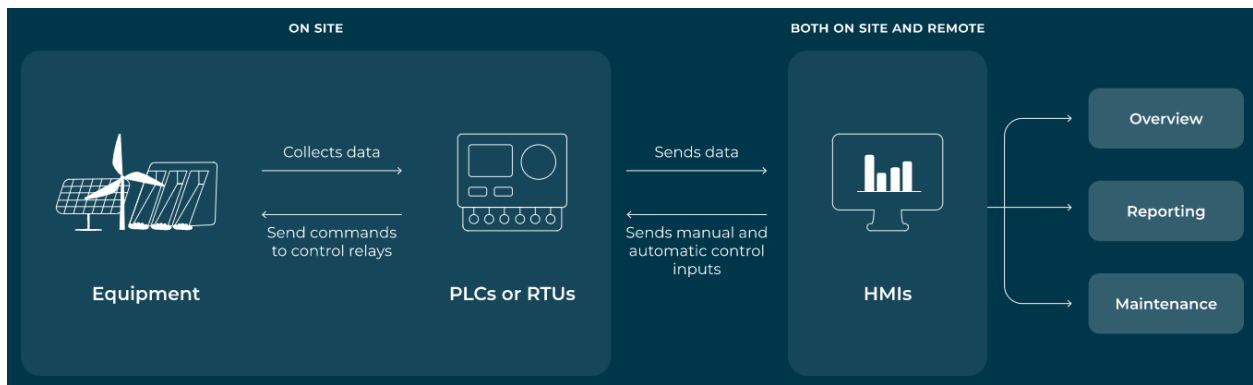 ON SITE
BOTH ON SITE AND REMOTE
Collects data
Send commands
to control relays
Equipment
PLCs or RTUs
Sends data
Sends manual and
automatic control
inputs
HMIs
Overview
Reporting
Maintenance